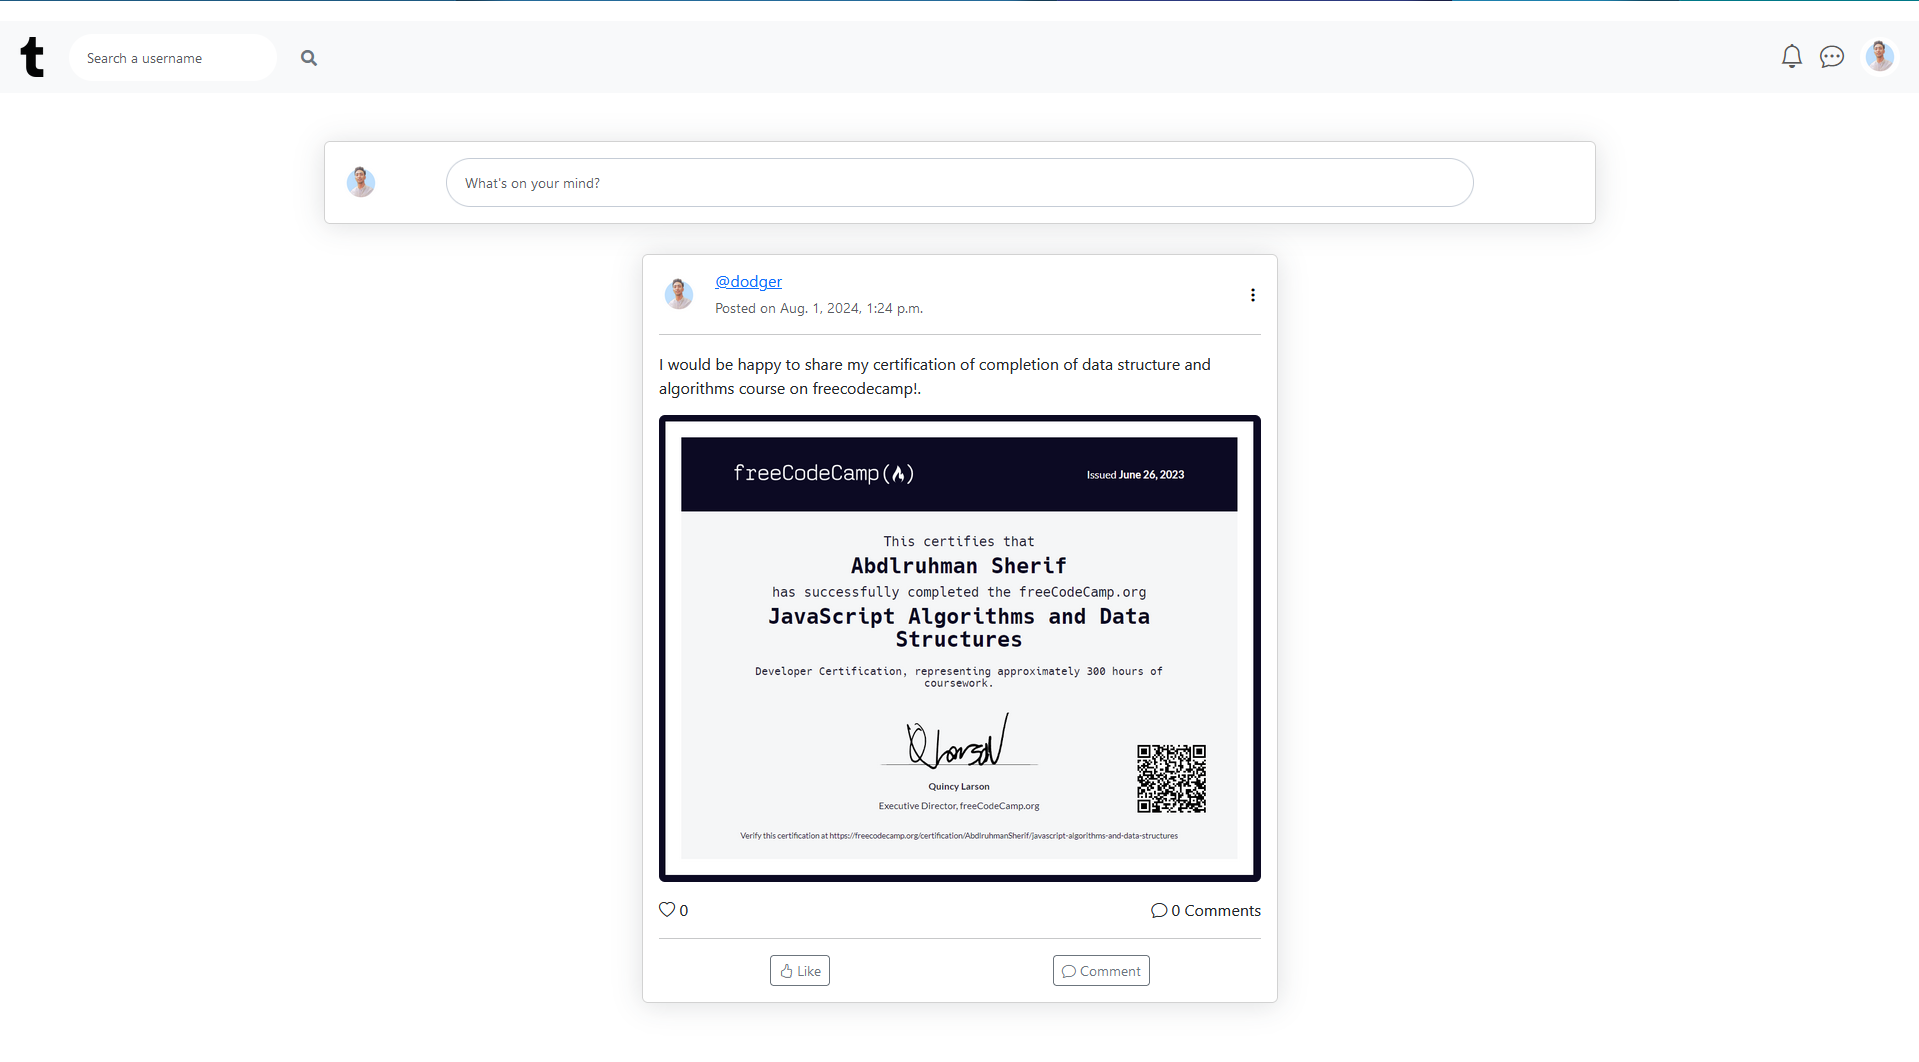 t
Search a username
What's on your mind?
@dodger
Posted on Aug. 1, 2024, 1:24 p.m.
I would be happy to share my certification of completion of data structure and
algorithms course on freecodecamp!.
freeCodeCamp
Issued June 26, 2023
This certifies that
Abdlruhman Sherif
has successfully completed the freeCodeCamp.org
JavaScript Algorithms and Data
Structures
Developer Certification, representing approximately 300 hours of
coursework.
Q Larson
Quincy Larson
Executive Director, freeCodeCamp.org
Verify this certification at https://freecodecamp.org/certification/AbdlruhmanSherif/javascript-algorithms-and-data-structures
0
0 Comments
Like
Comment